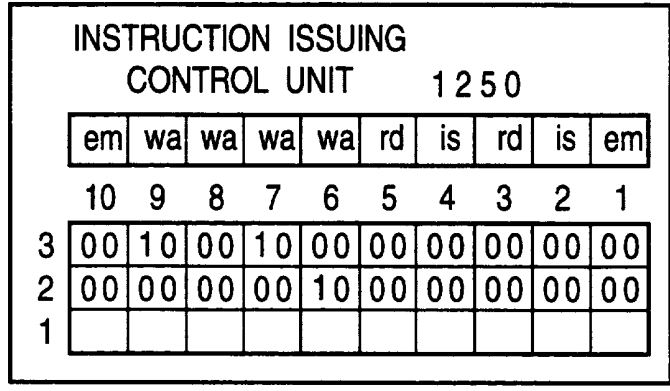 INSTRUCTION ISSUING
CONTROL UNIT 1250
em wa wa wa wa rd is rd is em
10 9 8 7 6 5 4 3 2 1
3 00 10 00 10 00 00 00 00 00 00
2 00 00 00 00 10 00 00 00 00 00
1